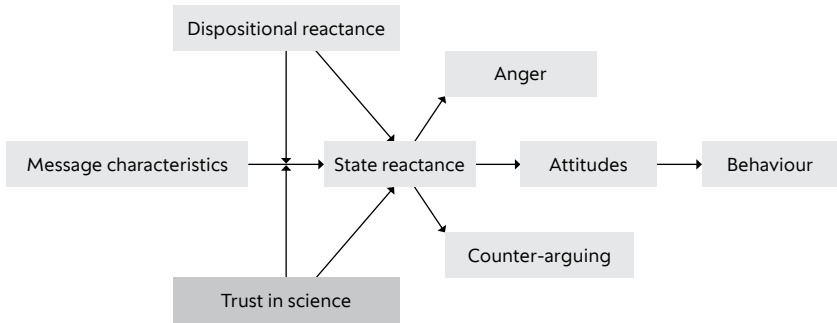 Dispositional reactance
Anger
Message characteristics
State reactance
Attitudes
Behaviour
Counter-arguing
Trust in science